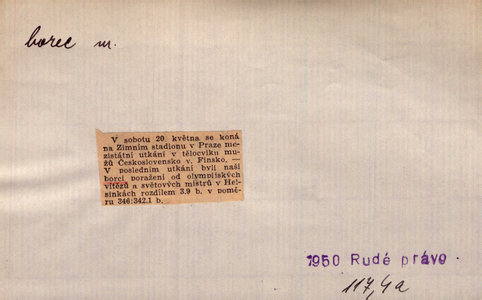 borec m.
V sobotu 20. května se koná
na Zimním stadionu v Praze me-
zistátní utkání v tělocviku mu-
žů Československo v. Finsko. —
V posledním utkání byli naši
borci poraženi od olympijských
vítězů a světových mistrů v Hel-
sinkách rozdílem 3.9 b. v pomě-
ru 346:342.1 b.
1950 Rudé právo.
117,4a